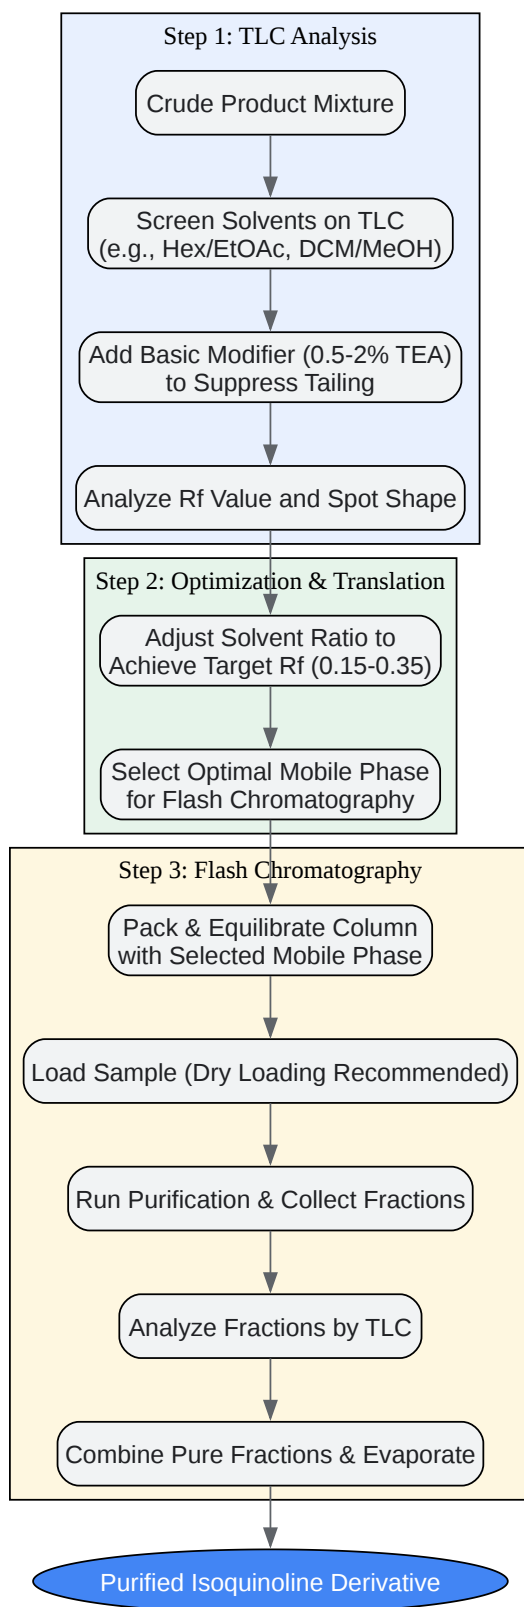 Step 1: TLC Analysis
Crude Product Mixture
Screen Solvents on TLC
(e.g., Hex/EtOAc, DCM/MeOH)
Add Basic Modifier (0.5-2% TEA)
to Suppress Tailing
Analyze Rf Value and Spot Shape
Step 2: Optimization & Translation
Adjust Solvent Ratio to
Achieve Target Rf (0.15-0.35)
Select Optimal Mobile Phase
for Flash Chromatography
Step 3: Flash Chromatography
Pack & Equilibrate Column
with Selected Mobile Phase
Load Sample (Dry Loading Recommended)
Run Purification & Collect Fractions
Analyze Fractions by TLC
Combine Pure Fractions & Evaporate
Purified Isoquinoline Derivative